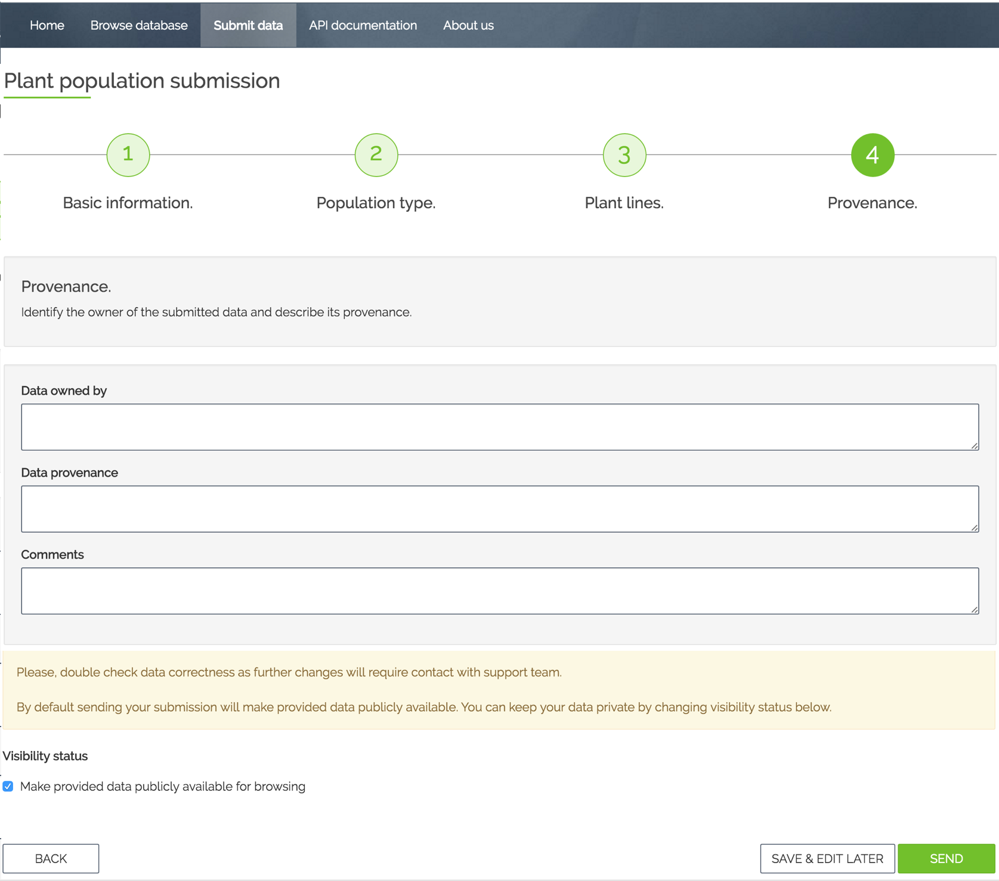 Home Browse database Submit data API documentation About us
Plant population submission
1 2 3 4
Basic information. Population type. Plant lines. Provenance.
Provenance.
Identify the owner of the submitted data and describe its provenance.
Data owned by
Data provenance
Comments
Please, double check data correctness as further changes will require contact with support team.
By default sending your submission will make provided data publicly available. You can keep your data private by changing visibility status below.
Visibility status
Make provided data publicly available for browsing
BACK SAVE & EDIT LATER SEND